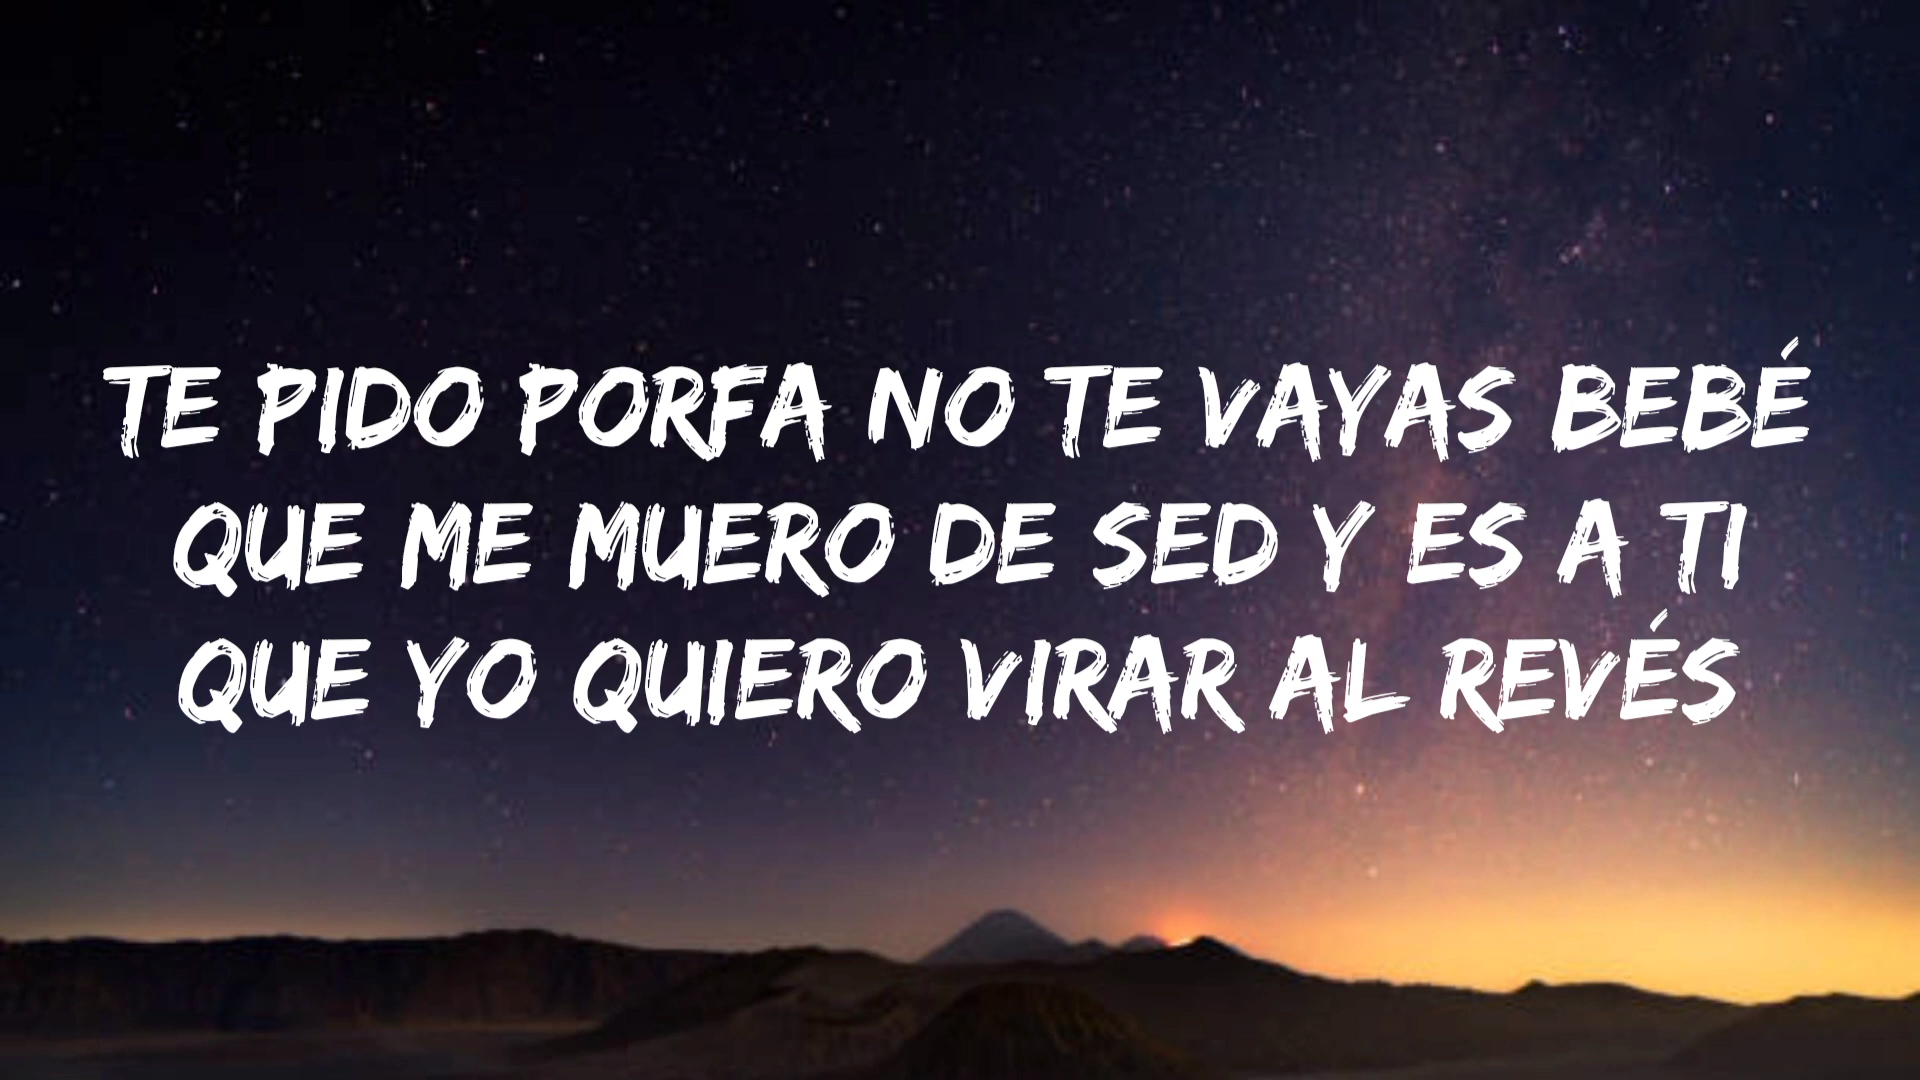 TE PIDO PORFA NO TE VAYAS BEBÉ
QUE ME MUERO DE SED Y ES A TI
QUE YO QUIERO VIRAR AL REVÉS